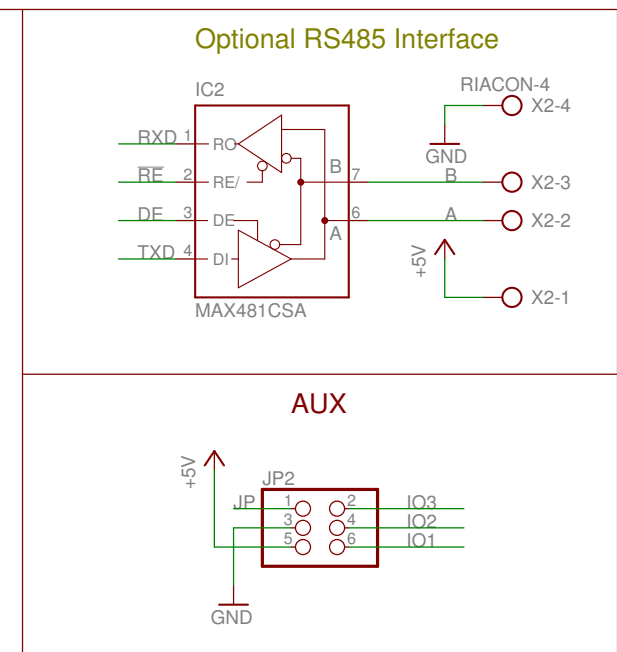 Optional RS485 Interface
IC2
RIACON-4
X2-4
GND
RXD 1 RO
RE 2 RE/
DE 3 DE
TXD 4 DI
B 7 B X2-3
A 6 A X2-2
+5V
X2-1
MAX481CSA
AUX
+5V
JP2
JP 1 2 IO3
3 4 IO2
5 6 IO1
GND